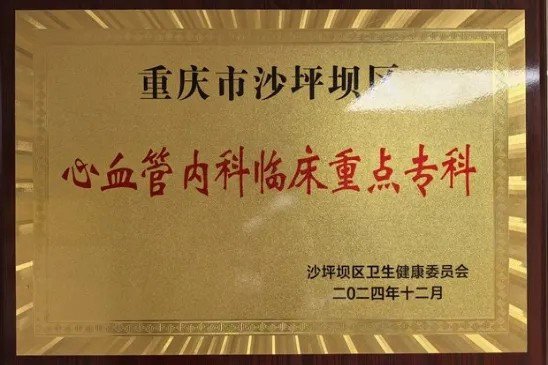 重庆市沙坪坝区
心血管内科临床重点专科
沙坪坝区卫生健康委员会
二〇二四年十二月